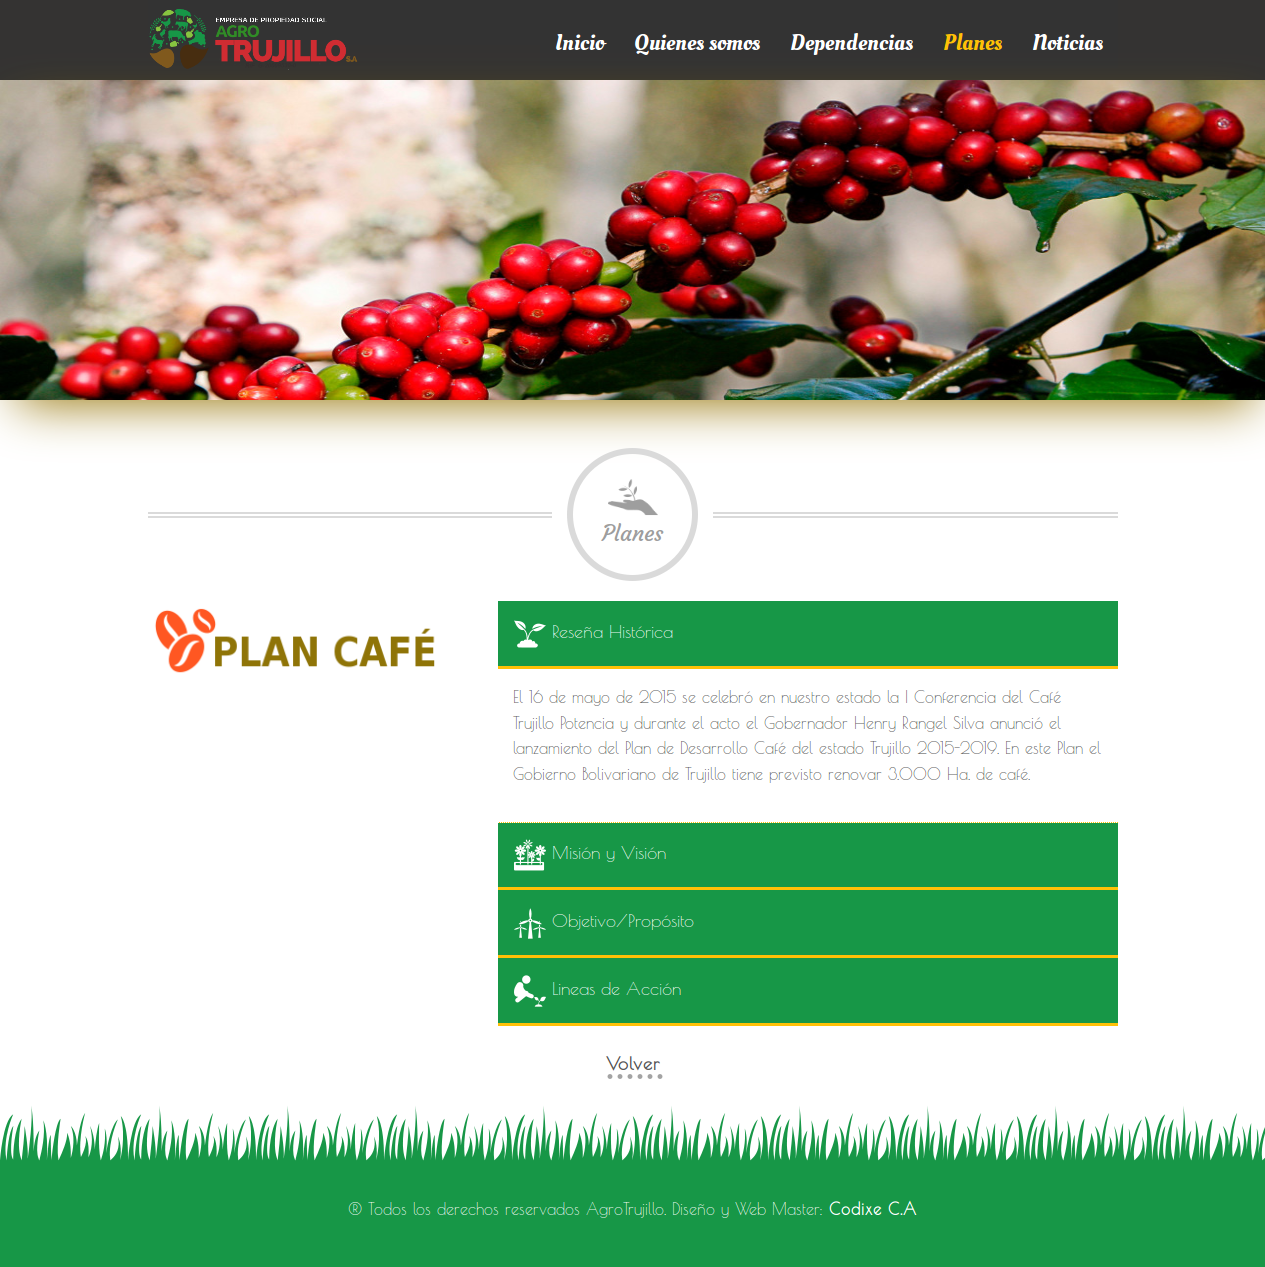 EMPRESA DE PROPIEDAD SOCIAL
AGRO
TRUJILLO S.A
Inicio Quienes somos Dependencias Planes Noticias
Planes
PLAN CAFÉ
Reseña Histórica
El 16 de mayo de 2015 se celebró en nuestro estado la I Conferencia del Café
Trujillo Potencia y durante el acto el Gobernador Henry Rangel Silva anunció el
lanzamiento del Plan de Desarrollo Café del estado Trujillo 2015-2019. En este Plan el
Gobierno Bolivariano de Trujillo tiene previsto renovar 3.000 Ha. de café.
Misión y Visión
Objetivo/Propósito
Lineas de Acción
Volver
® Todos los derechos reservados AgroTrujillo. Diseño y Web Master: Codixe C.A